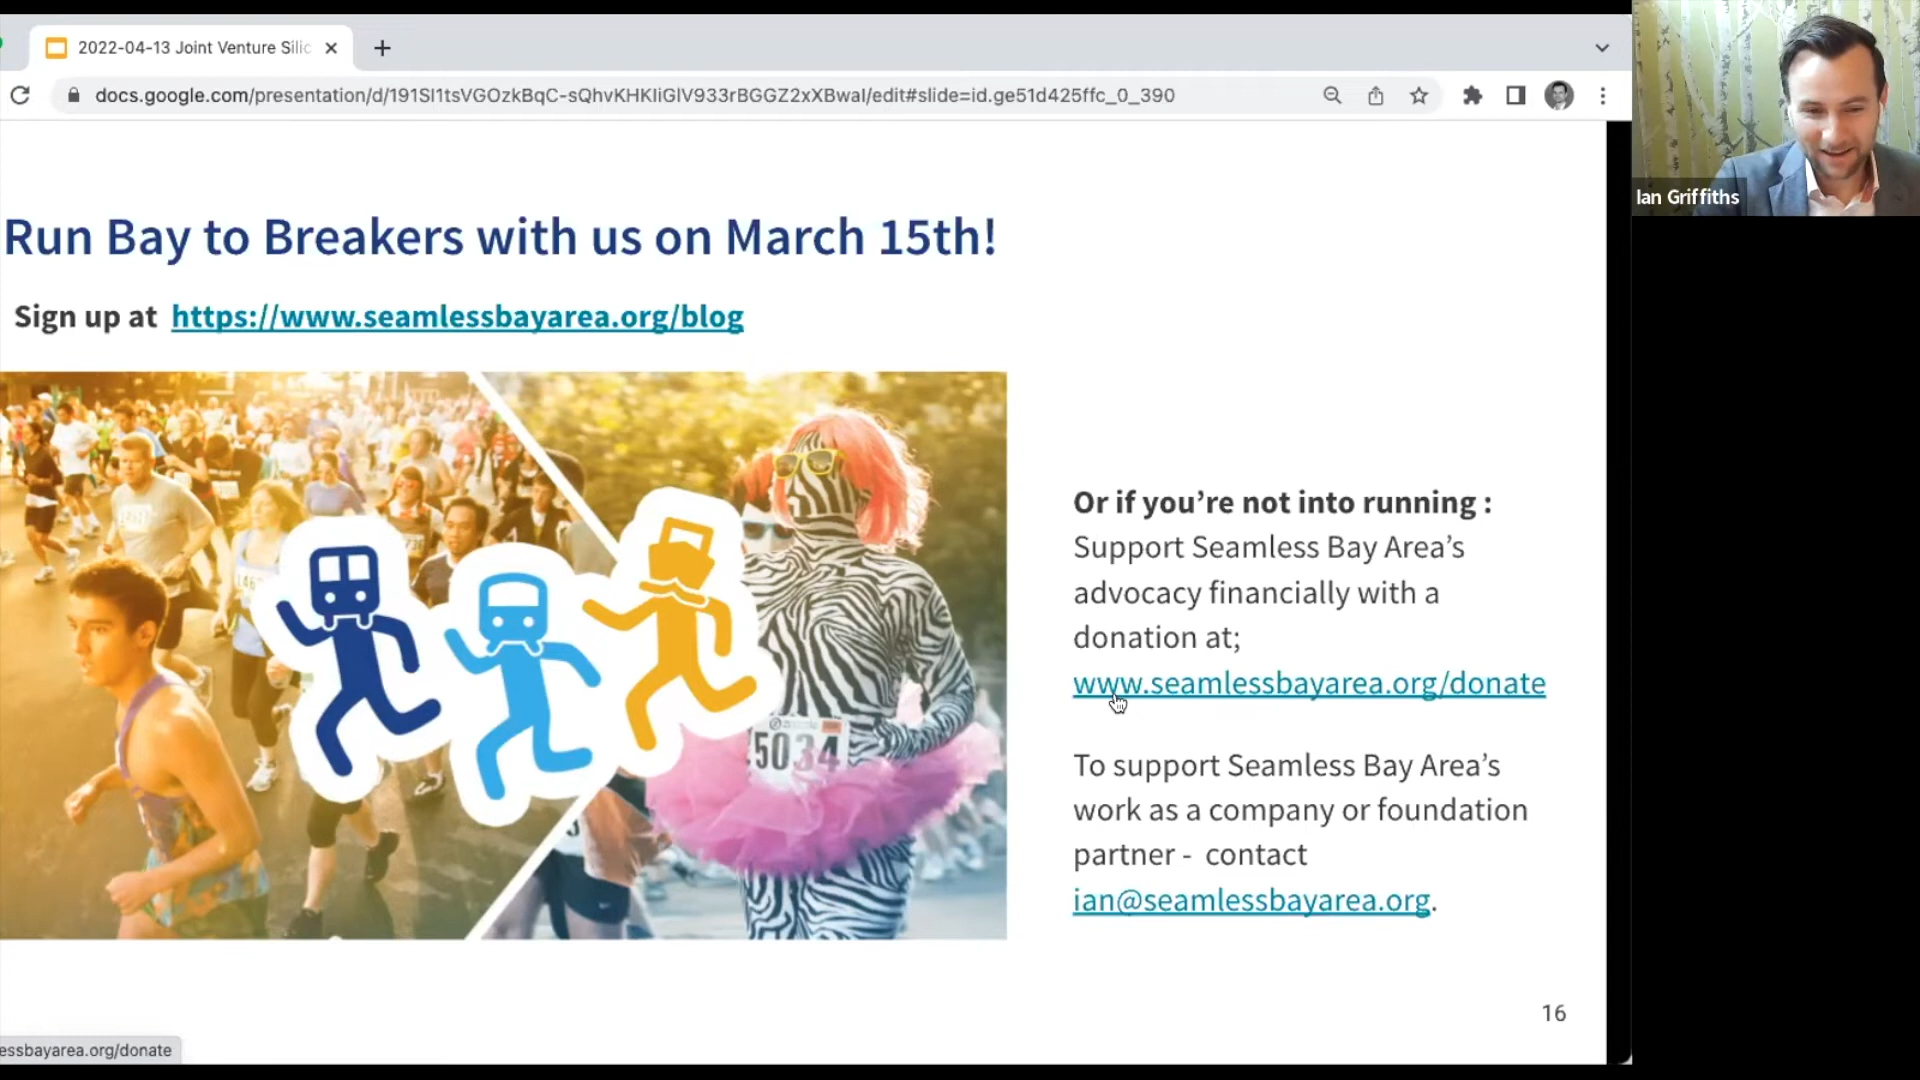 2022-04-13 Joint Venture Silic
docs.google.com/presentation/d/191SI1tsVGOzkBqC-sQhvKHKIiGlV933rBGGZ2xXBwaI/edit#slide=id.ge51d425ffc_0_390
Ian Griffiths
Run Bay to Breakers with us on March 15th!
Sign up at https://www.seamlessbayarea.org/blog
5034
Or if you’re not into running :
Support Seamless Bay Area’s
advocacy financially with a
donation at;
www.seamlessbayarea.org/donate
To support Seamless Bay Area’s
work as a company or foundation
partner - contact
ian@seamlessbayarea.org.
16
essbayarea.org/donate